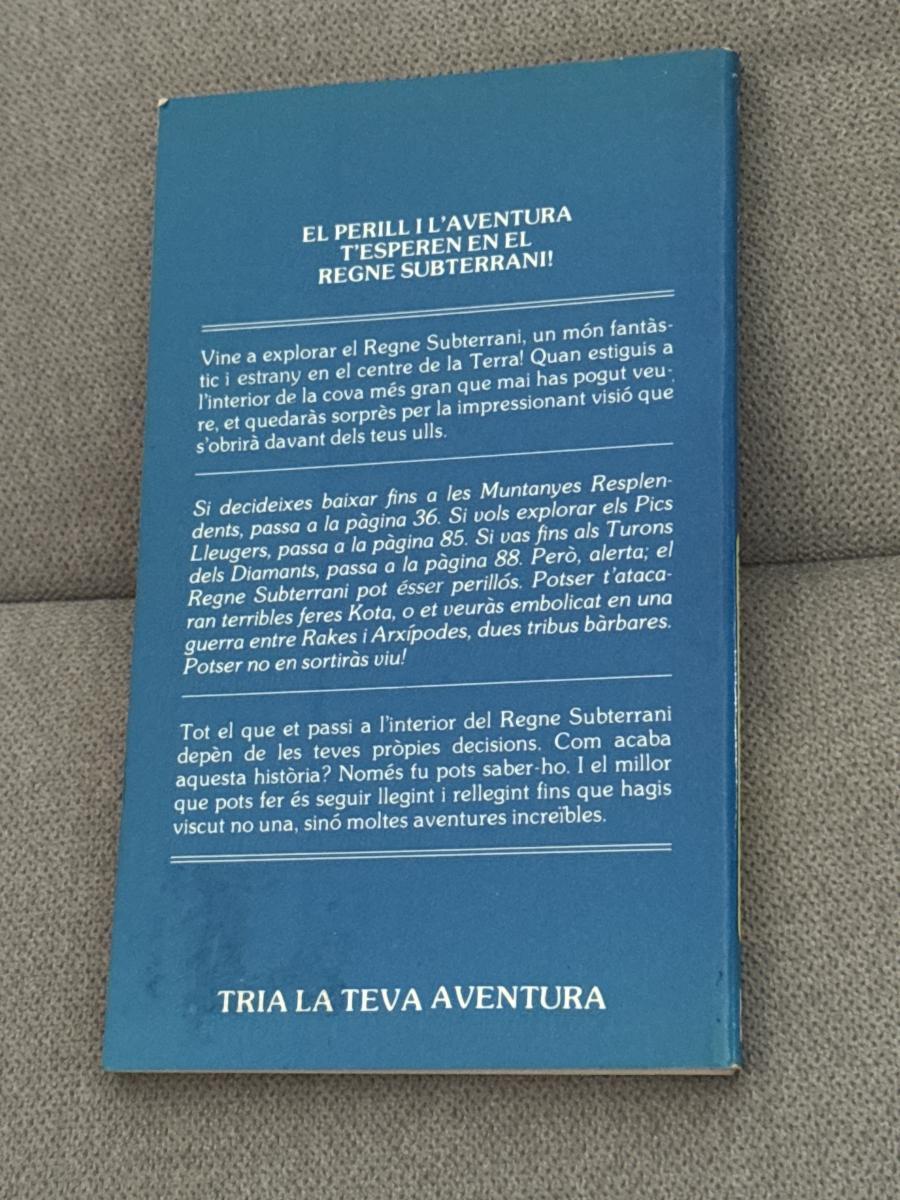 EL PERILL I L'AVENTURA
T'ESPEREN EN EL
REGNE SUBTERRANI!
Vine a explorar el Regne Subterrani, un món fantàs-
tic i estrany en el centre de la Terra! Quan estiguis a
l'interior de la cova més gran que mai has pogut veu-
re, et quedaràs sorprès per la impressionant visió que
s'obrirà davant dels teus ulls.
Si decideixes baixar fins a les Muntanyes Resplen-
dents, passa a la pàgina 36. Si vols explorar els Pics
Lleugers, passa a la pàgina 85. Si vas fins als Turons
dels Diamants, passa a la pàgina 88. Però, alerta; el
Regne Subterrani pot ésser perillós. Potser t'ataca-
ran terribles feres Kota, o et veuràs embolicat en una
guerra entre Rakes i Arxípodes, dues tribus bàrbares.
Potser no en sortiràs viu!
Tot el que et passi a l'interior del Regne Subterrani
depèn de les teves pròpies decisions. Com acaba
aquesta història? Només tu pots saber-ho. I el millor
que pots fer és seguir llegint i rellegint fins que hagis
viscut no una, sinó moltes aventures increïbles.
TRIA LA TEVA AVENTURA